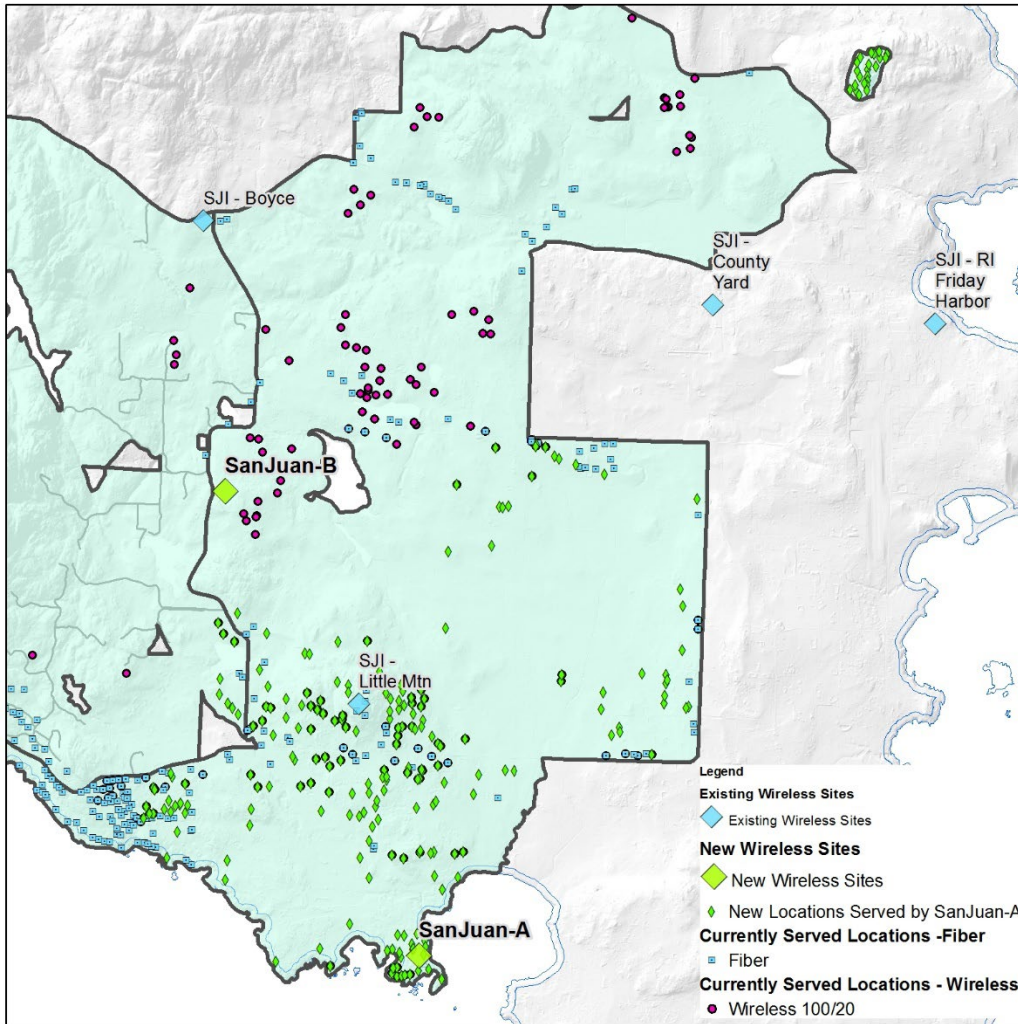 SJI - Boyce
SJI -
County
Yard
SJI - RI
Friday
Harbor
SanJuan-B
SJI -
Little Mtn
SanJuan-A
Legend
Existing Wireless Sites
Existing Wireless Sites
New Wireless Sites
New Wireless Sites
New Locations Served by SanJuan-A
Currently Served Locations -Fiber
Fiber
Currently Served Locations - Wireless
Wireless 100/20